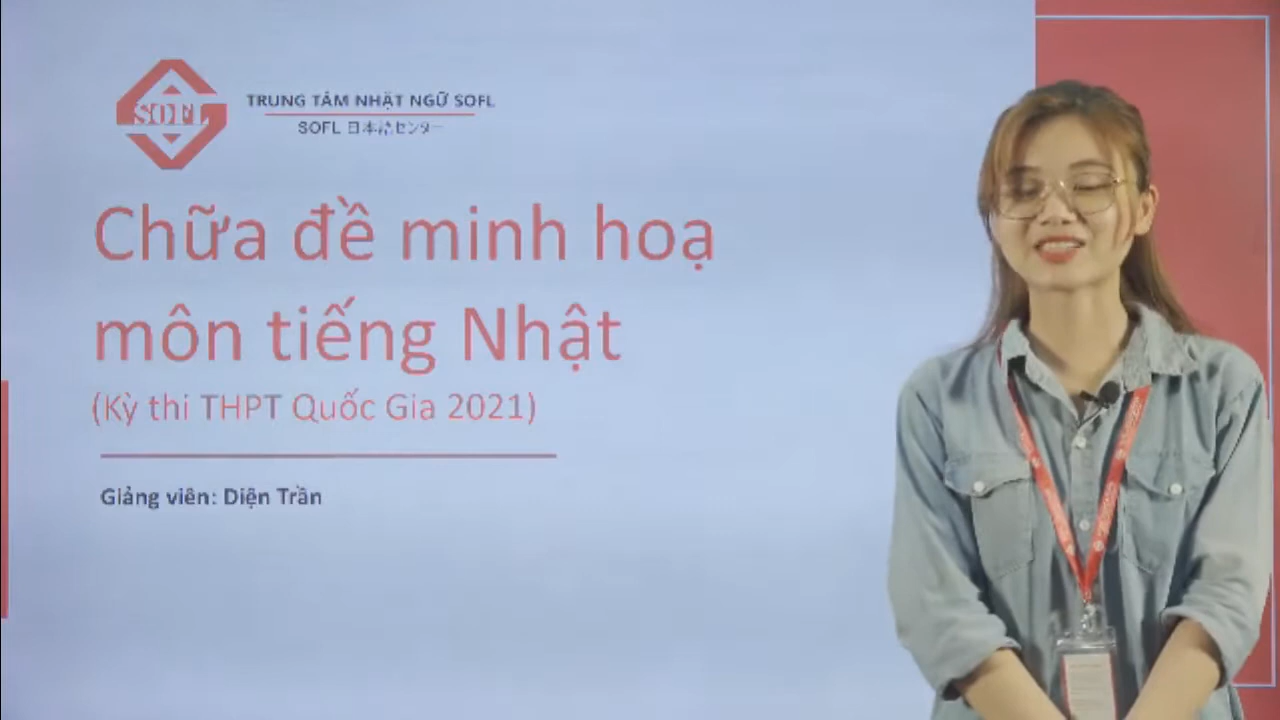 SOFL
TRUNG TÂM NHẬT NGỮ SOFL
SOFL 日本語センター
Chữa đề minh hoạ
môn tiếng Nhật
(Kỳ thi THPT Quốc Gia 2021)
Giảng viên: Diện Trần